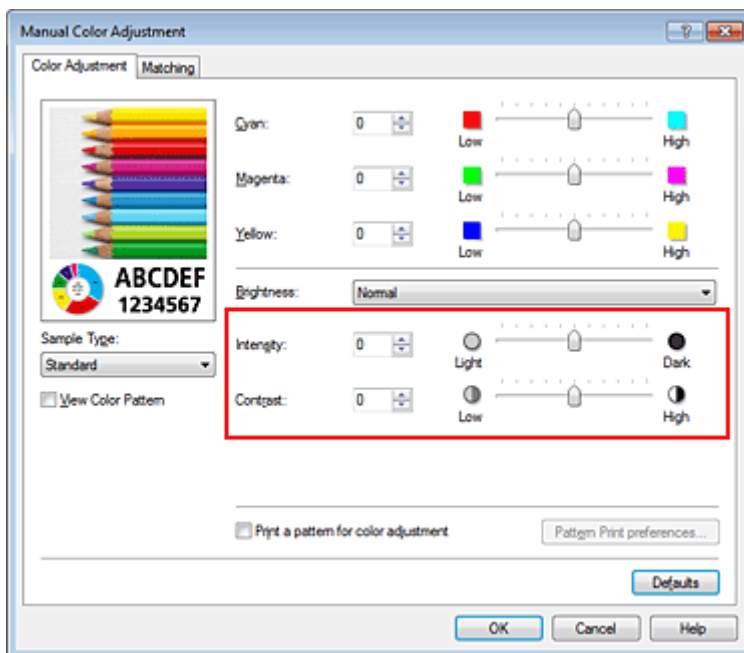 Manual Color Adjustment
Color Adjustment
Matching
ABCDEF
1234567
Sample Type:
Standard
View Color Pattern
Cyan: 0
Low High
Magenta: 0
Low High
Yellow: 0
Low High
Brightness: Normal
Intensity: 0
Light Dark
Contrast: 0
Low High
Print a pattern for color adjustment
Pattern Print preferences...
Defaults
OK Cancel Help